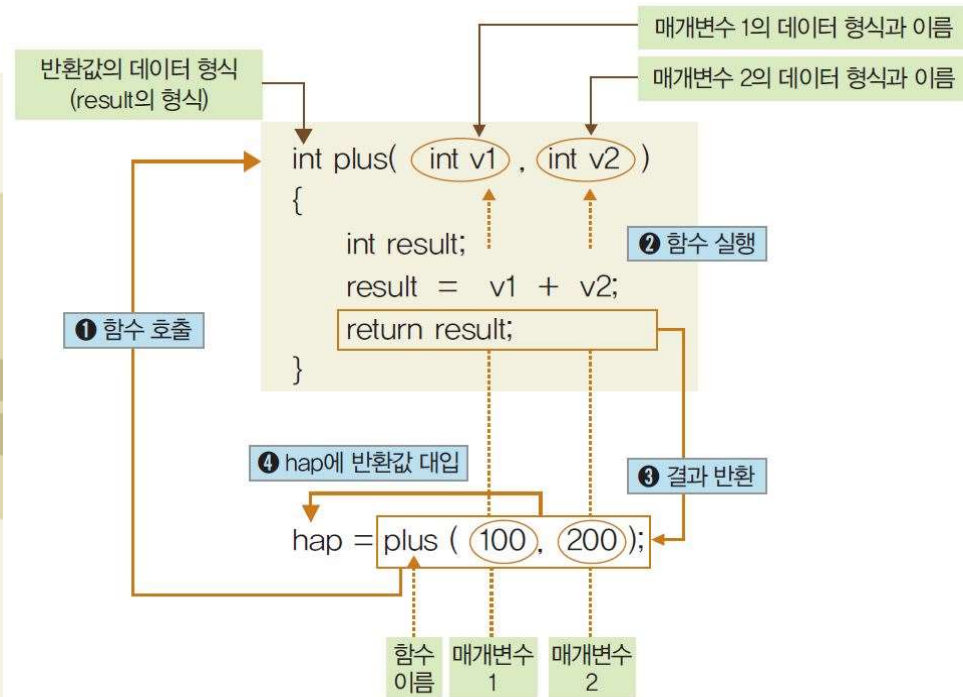 매개변수 1의 데이터 형식과 이름
반환값의 데이터 형식
(result의 형식)
매개변수 2의 데이터 형식과 이름
int plus( int v1 , int v2 )
{
int result;
❷ 함수 실행
result = v1 + v2;
❶ 함수 호출
return result;
}
❹ hap에 반환값 대입
❸ 결과 반환
hap = plus ( 100, 200 );
함수
이름
매개변수
1
매개변수
2